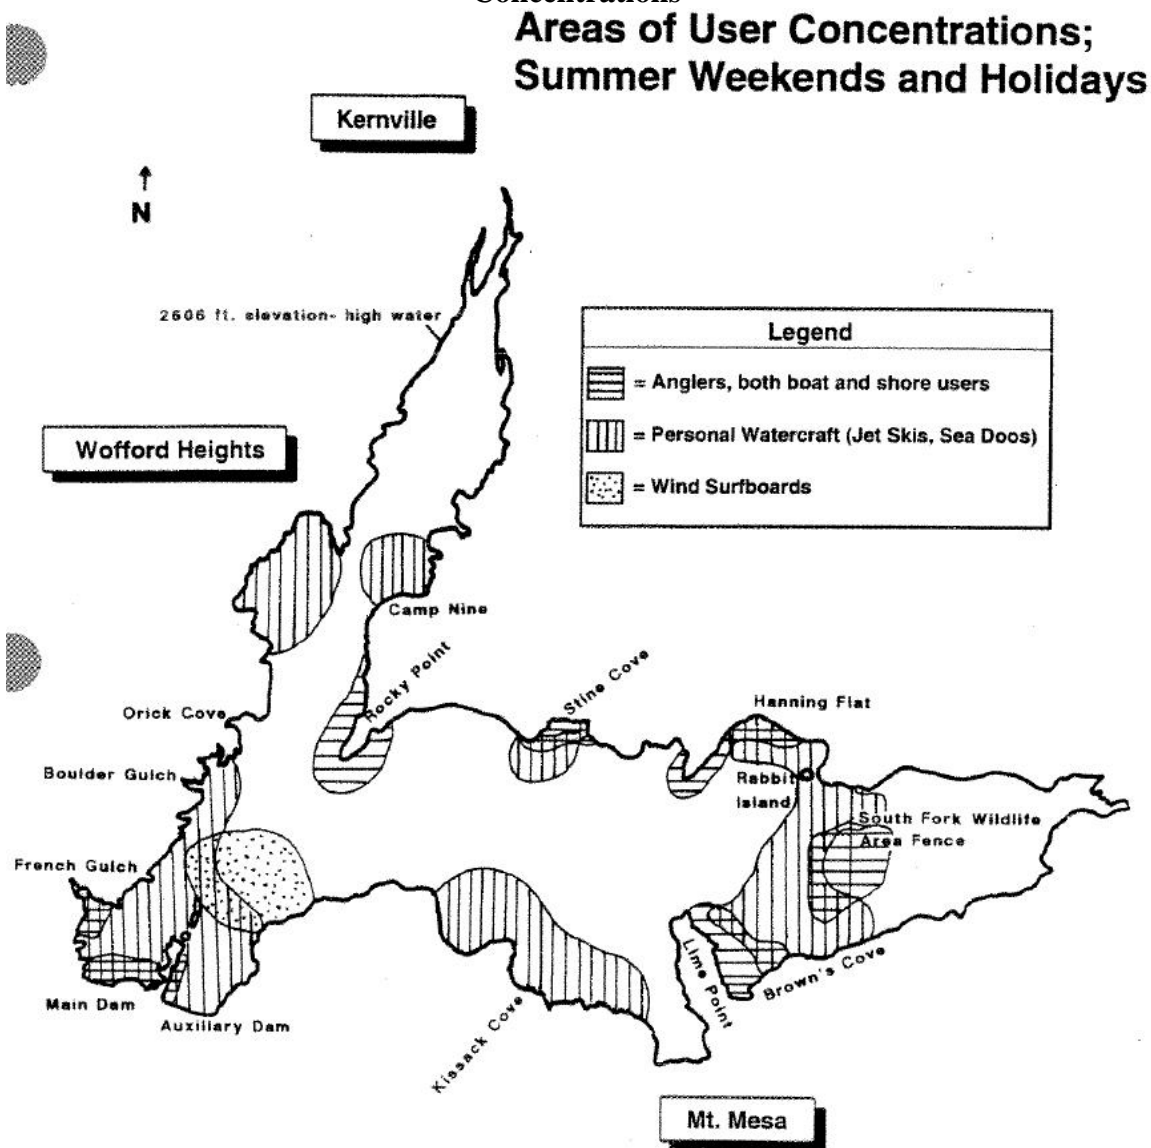 Concentrations
Areas of User Concentrations;
Summer Weekends and Holidays
Kernville
N
2606 ft. elevation- high water
Legend
= Anglers, both boat and shore users
= Personal Watercraft (Jet Skis, Sea Doos)
= Wind Surfboards
Wofford Heights
Camp Nine
Rocky Point
Stine Cove
Hanning Flat
Orick Cove
Boulder Gulch
Rabbit
Island
South Fork Wildlife
Area Fence
French Gulch
Main Dam
Auxiliary Dam
Kissack Cove
Lime Point
Brown's Cove
Mt. Mesa